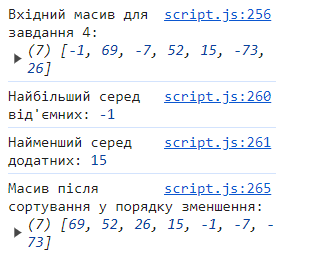 Вхідний масив для script.js:256
завдання 4:
(7) [-1, 69, -7, 52, 15, -73,
26]
Найбільший серед script.js:260
від'ємних: -1
Найменший серед script.js:261
додатних: 15
Масив після script.js:265
сортування у порядку зменшення:
(7) [69, 52, 26, 15, -1, -7, -
73]